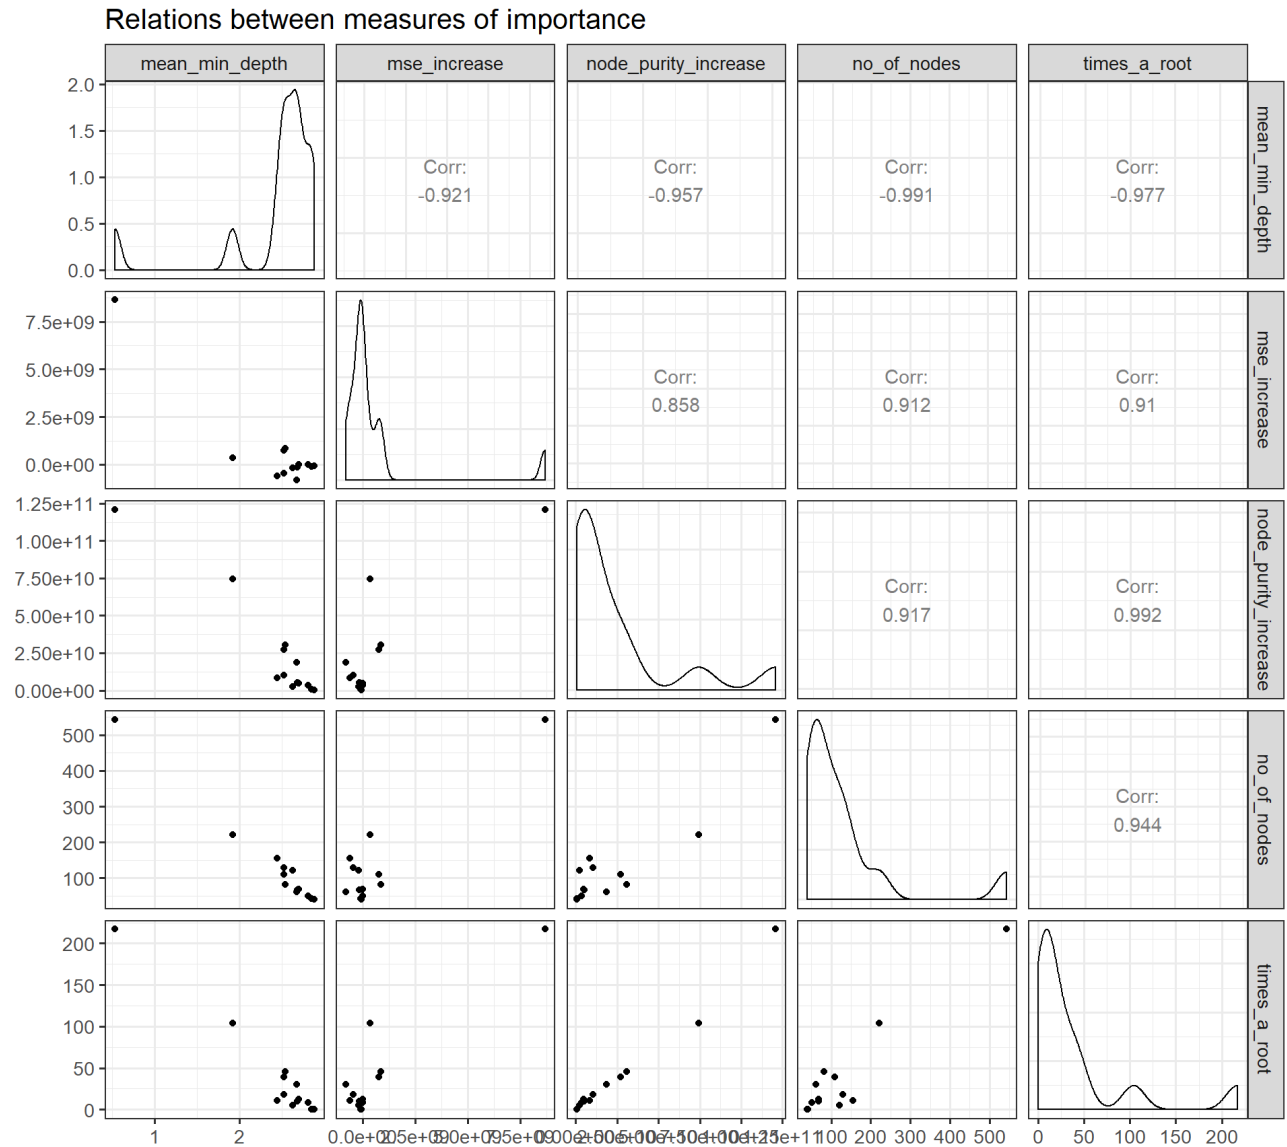 Relations between measures of importance
mean_min_depth mse_increase node_purity_increase no_of_nodes times_a_root
2.0
1.5
1.0
0.5
0.0
Corr:
-0.921
Corr:
-0.957
Corr:
-0.991
Corr:
-0.977
mean_min_depth
7.5e+09
5.0e+09
2.5e+09
0.0e+00
Corr:
0.858
Corr:
0.912
Corr:
0.91
mse_increase
1.25e+11
1.00e+11
7.50e+10
5.00e+10
2.50e+10
0.00e+00
Corr:
0.917
Corr:
0.992
node_purity_increase
500
400
300
200
100
Corr:
0.944
no_of_nodes
200
150
100
50
0
times_a_root
1 2
100 200 300 400 500
0 50 100 150 200